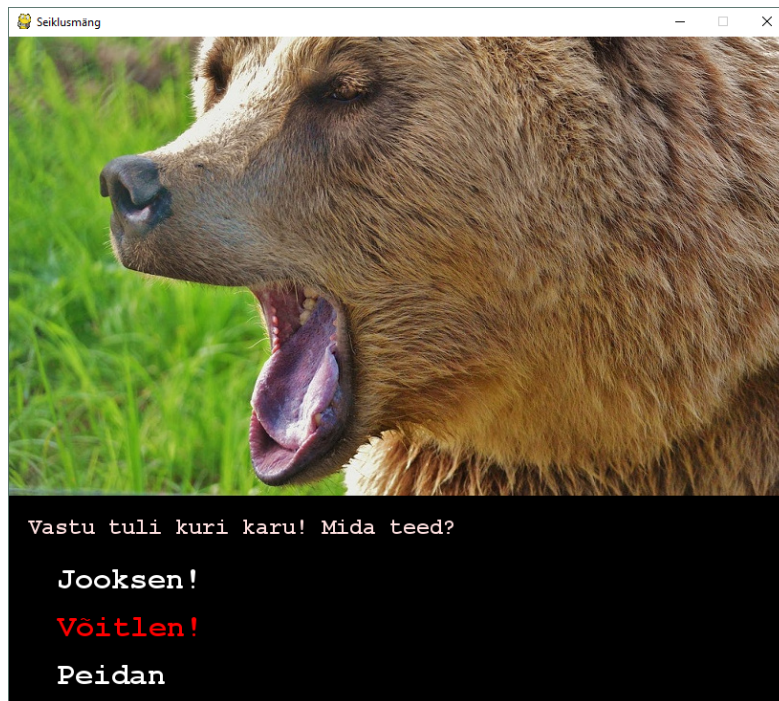 Seiklusmäng
Vastu tuli kuri karu! Mida teed?
Jooksen!
Võitlen!
Peidan